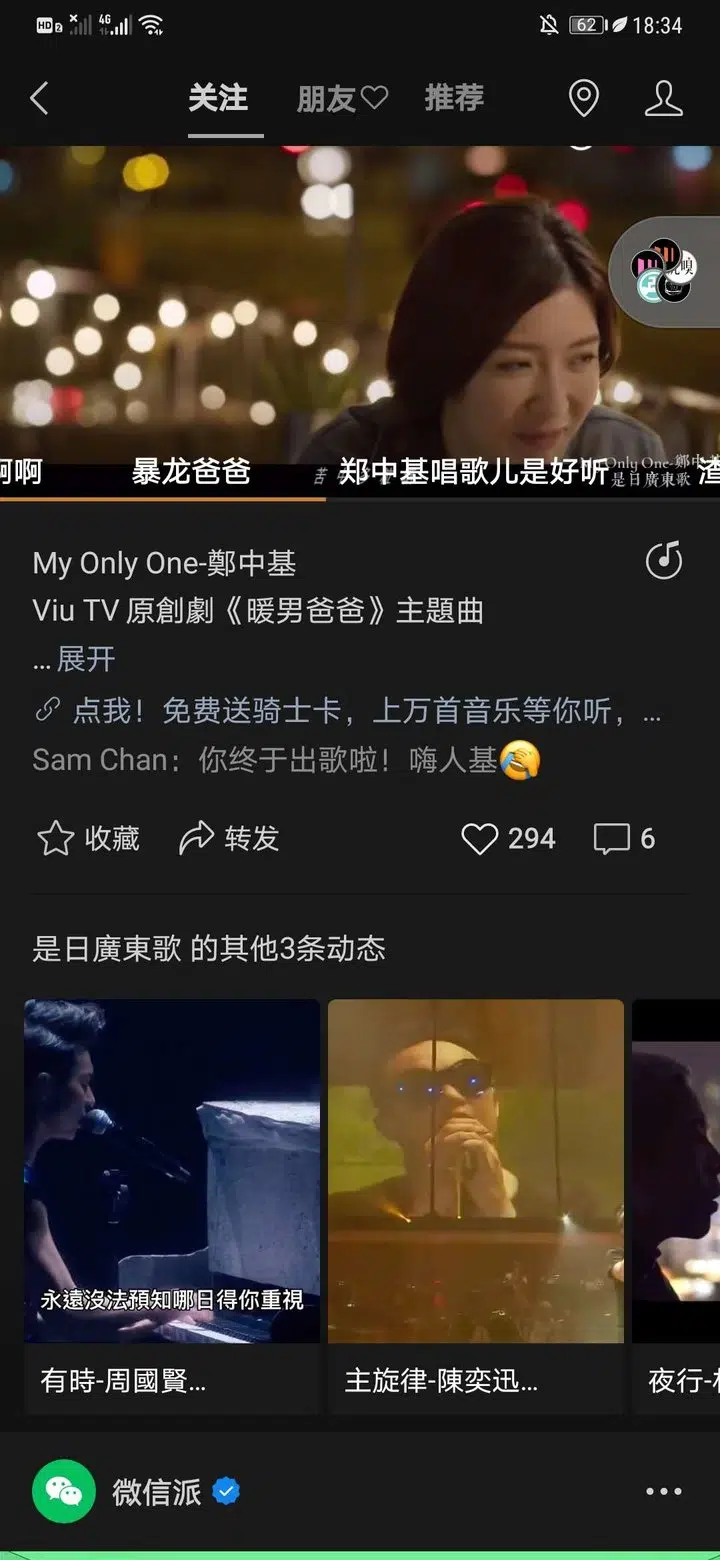 HD 2 4G 62 18:34
关注 朋友♡ 推荐
啊啊 暴龙爸爸 郑中基唱歌儿是好听 渣
My Only One-鄭中基
是日廣東歌
My Only One-鄭中基
Viu TV 原創劇《暖男爸爸》主題曲
... 展开
点我！免费送骑士卡，上万首音乐等你听，...
Sam Chan：你终于出歌啦！嗨人基🤣
收藏 转发 294 6
是日廣東歌 的其他3条动态
永遠沒法預知哪日得你重視
有時-周國賢...
主旋律-陳奕迅...
夜行-
微信派